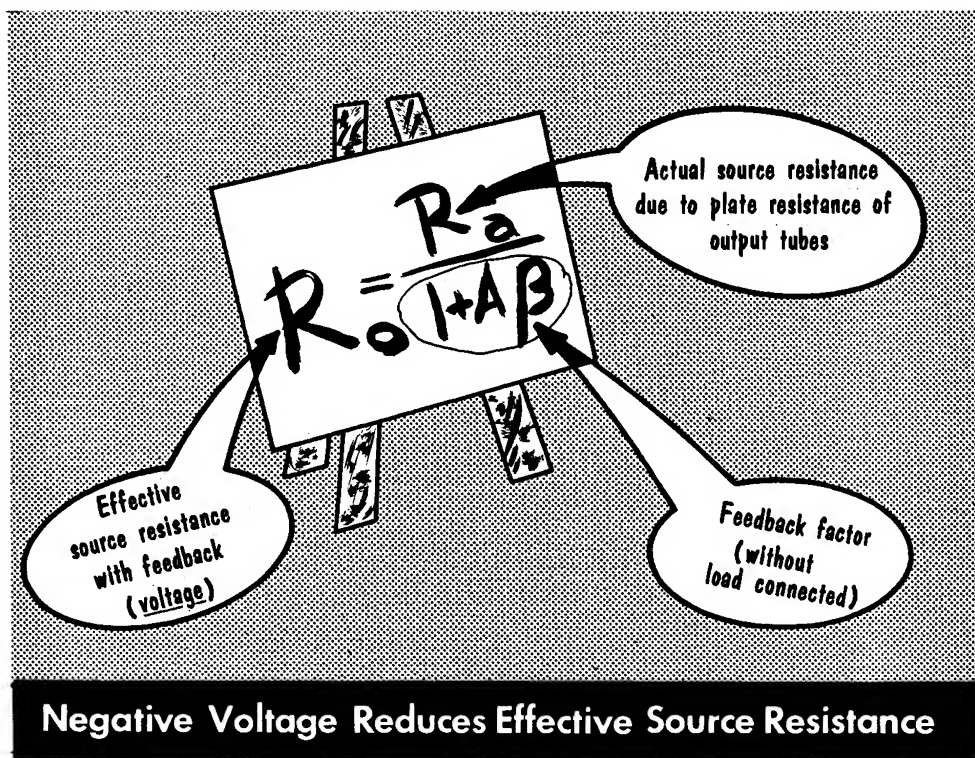 Actual source resistance
due to plate resistance of
output tubes
Ra
Ro = 
1+Aβ
Effective
source resistance
with feedback
(voltage)
Feedback factor
(without
load connected)
Negative Voltage Reduces Effective Source Resistance